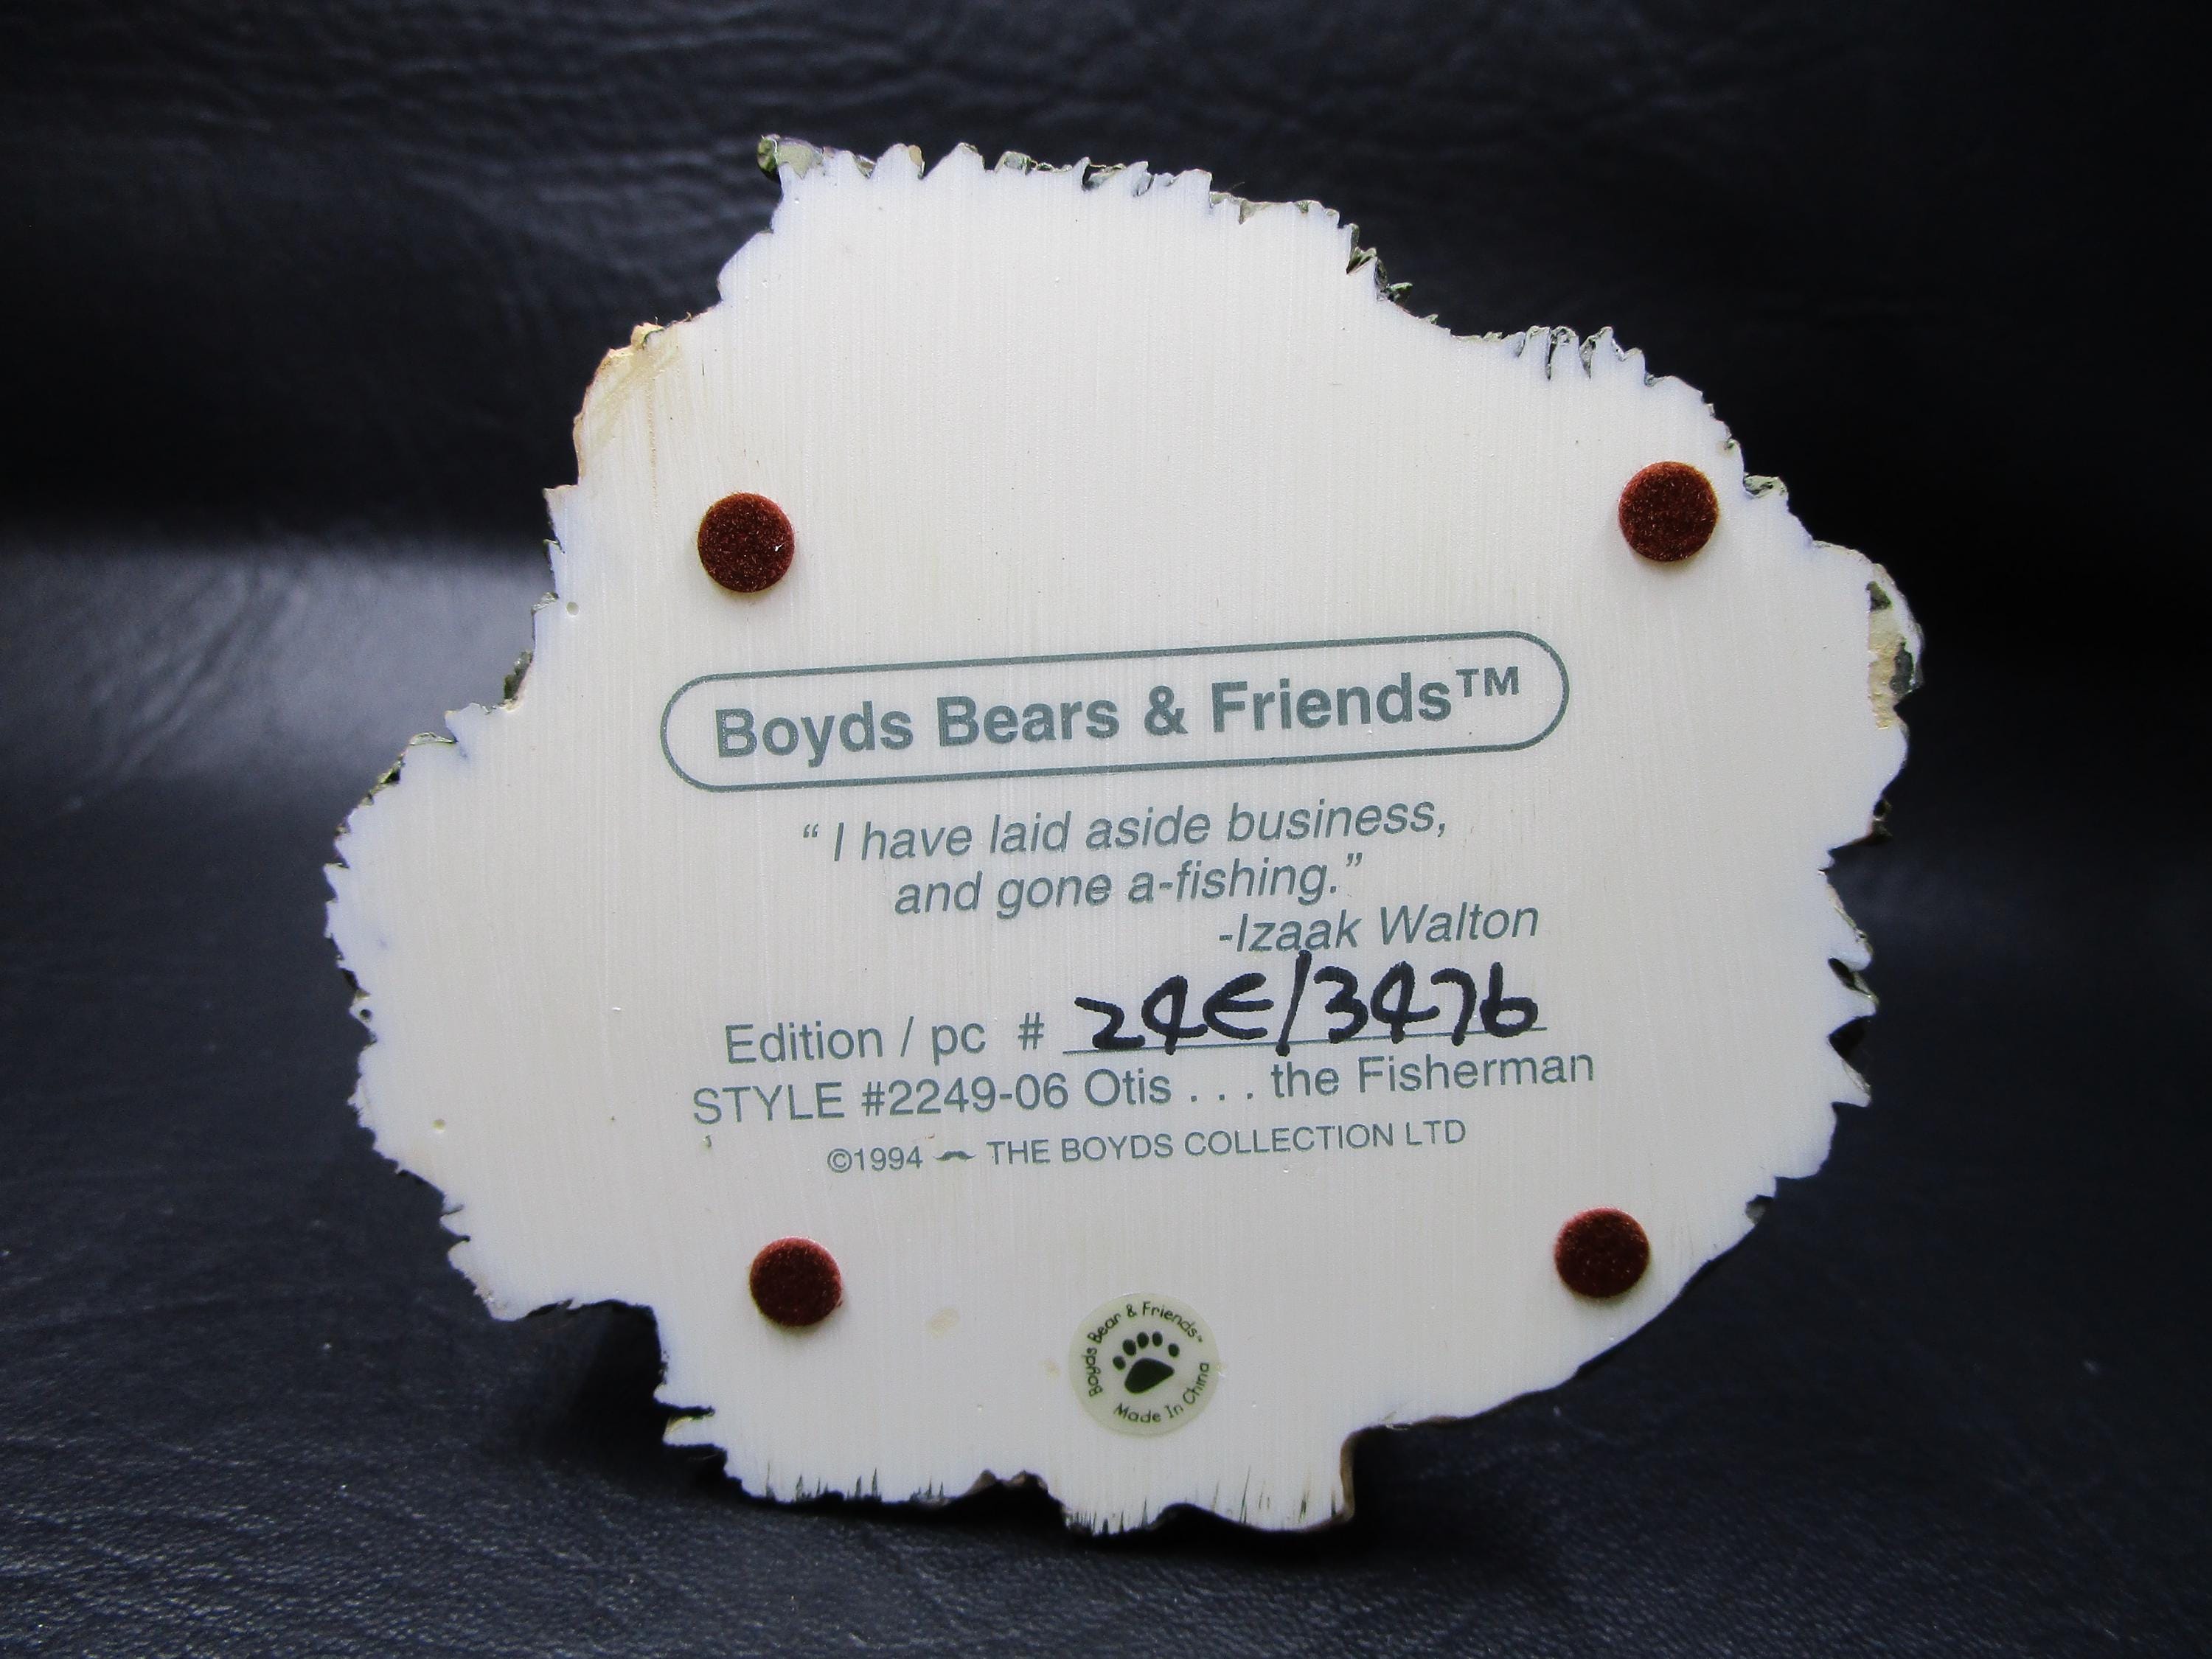 Boyds Bears & Friends™
“ I have laid aside business,
and gone a-fishing.”
-Izaak Walton
Edition / pc # 24E/3476
STYLE #2249-06 Otis . . . the Fisherman
©1994 THE BOYDS COLLECTION LTD
Boyds Bear & Friends™
Made In China